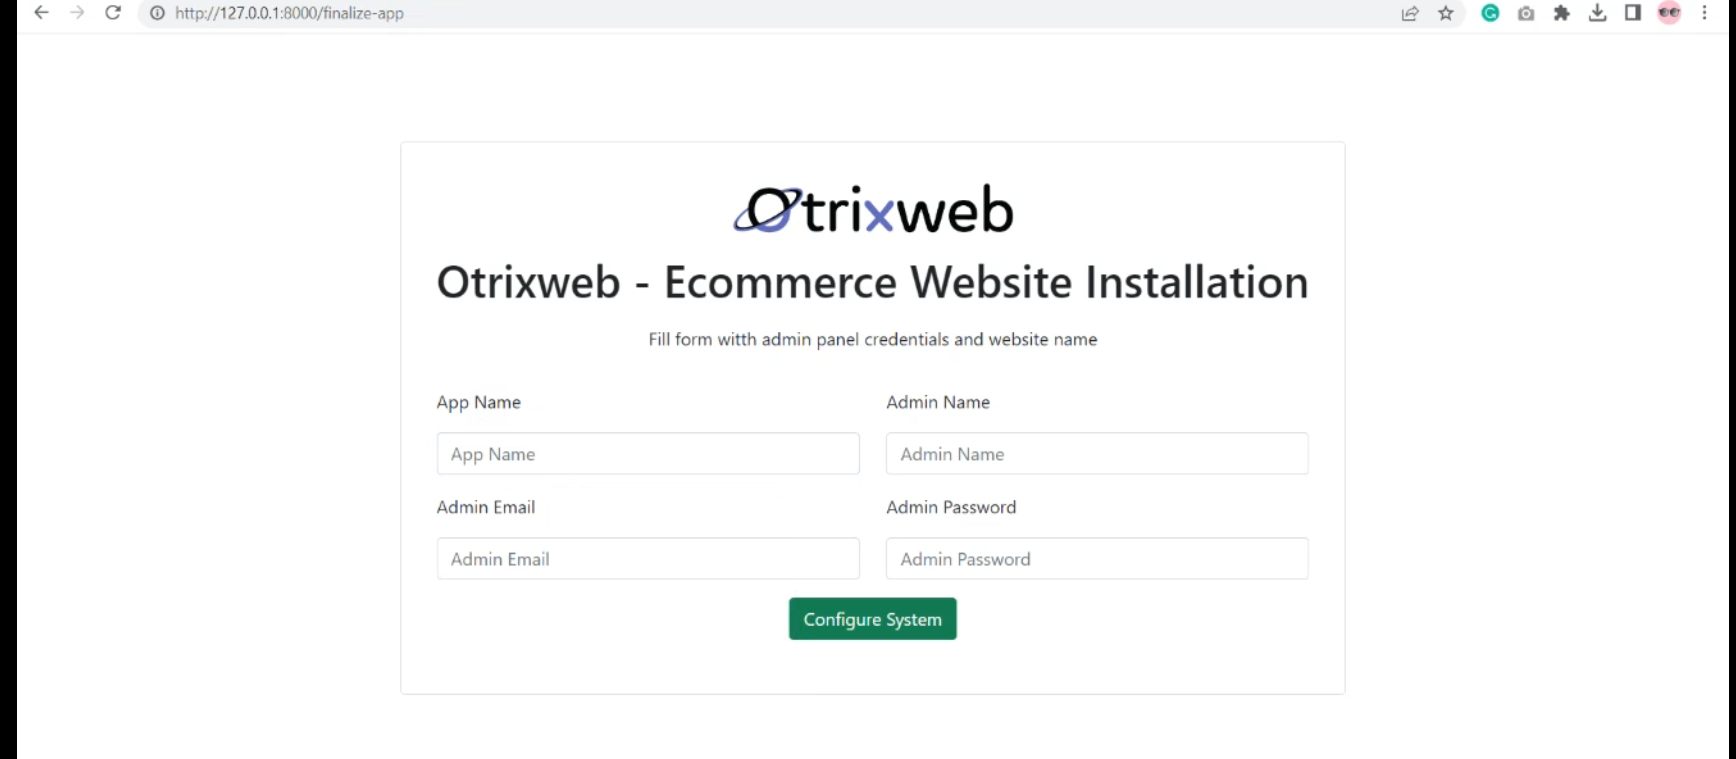 http://127.0.0.1:8000/finalize-app
Otrixweb
Otrixweb - Ecommerce Website Installation
Fill form witth admin panel credentials and website name
App Name
Admin Name
App Name
Admin Name
Admin Email
Admin Password
Admin Email
Admin Password
Configure System